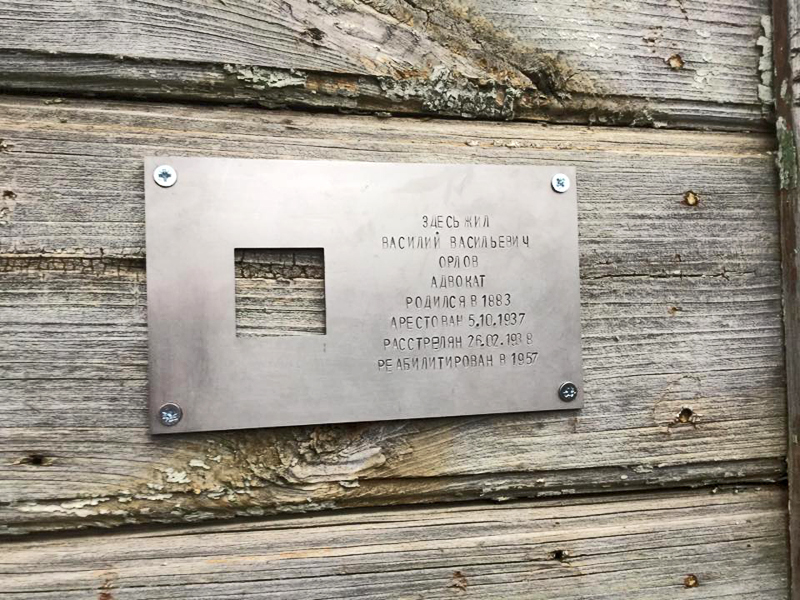 ЗДЕСЬ ЖИЛ
ВАСИЛИЙ ВАСИЛЬЕВИЧ
ОРЛОВ
АДВОКАТ
РОДИЛСЯ В 1883
АРЕСТОВАН 5.10.1937
РАССТРЕЛЯН 26.02.1938
РЕАБИЛИТИРОВАН В 1957